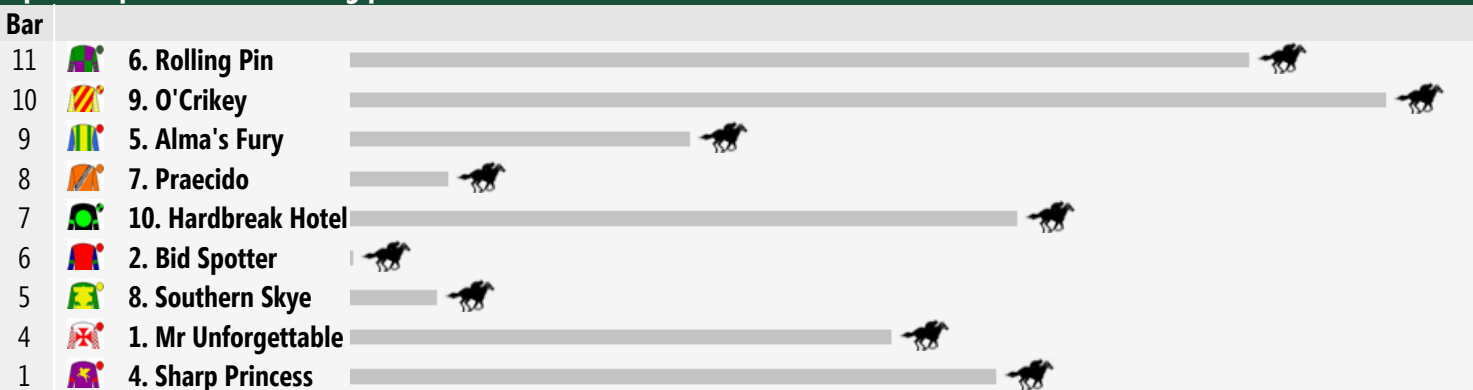 Bar
11 6. Rolling Pin
10 9. O'Crikey
9 5. Alma's Fury
8 7. Praecido
7 10. Hardbreak Hotel
6 2. Bid Spotter
5 8. Southern Skye
4 1. Mr Unforgettable
1 4. Sharp Princess